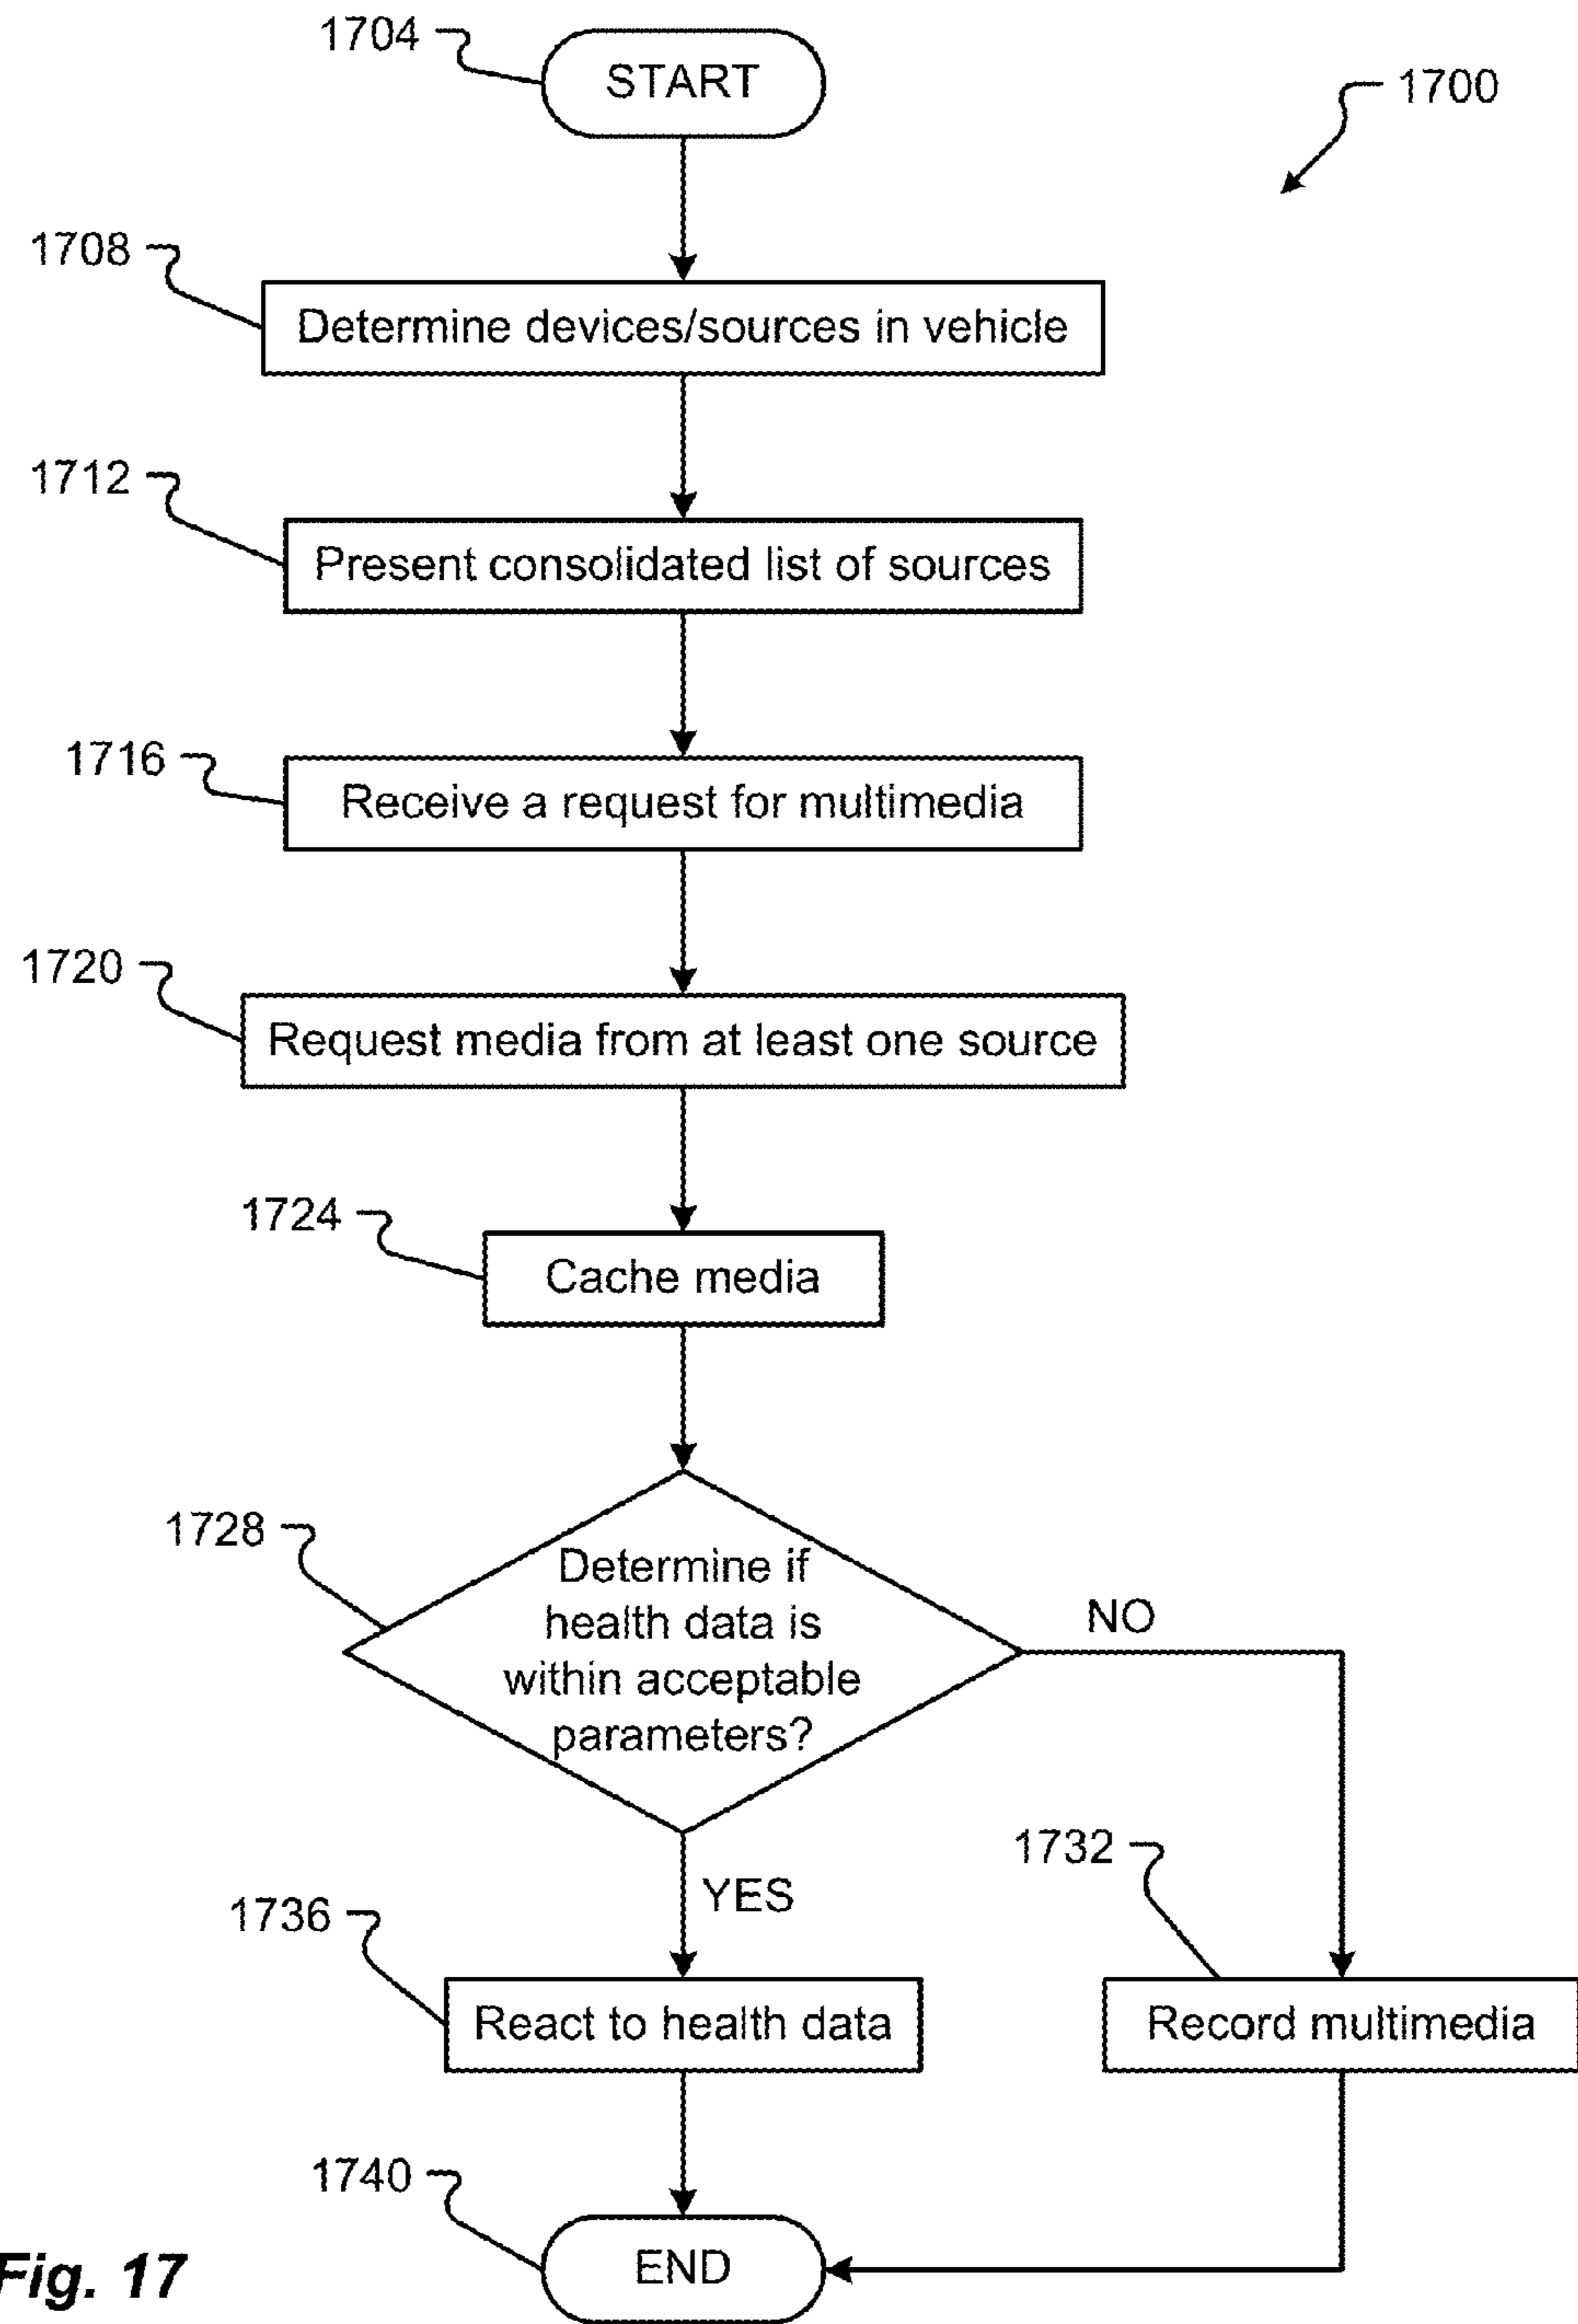 1704
START
1700
1708
Determine devices/sources in vehicle
1712
Present consolidated list of sources
1716
Receive a request for multimedia
1720
Request media from at least one source
1724
Cache media
1728
Determine if
health data is
within acceptable
parameters?
NO
YES
1732
1736
React to health data
Record multimedia
1740
END
Fig. 17